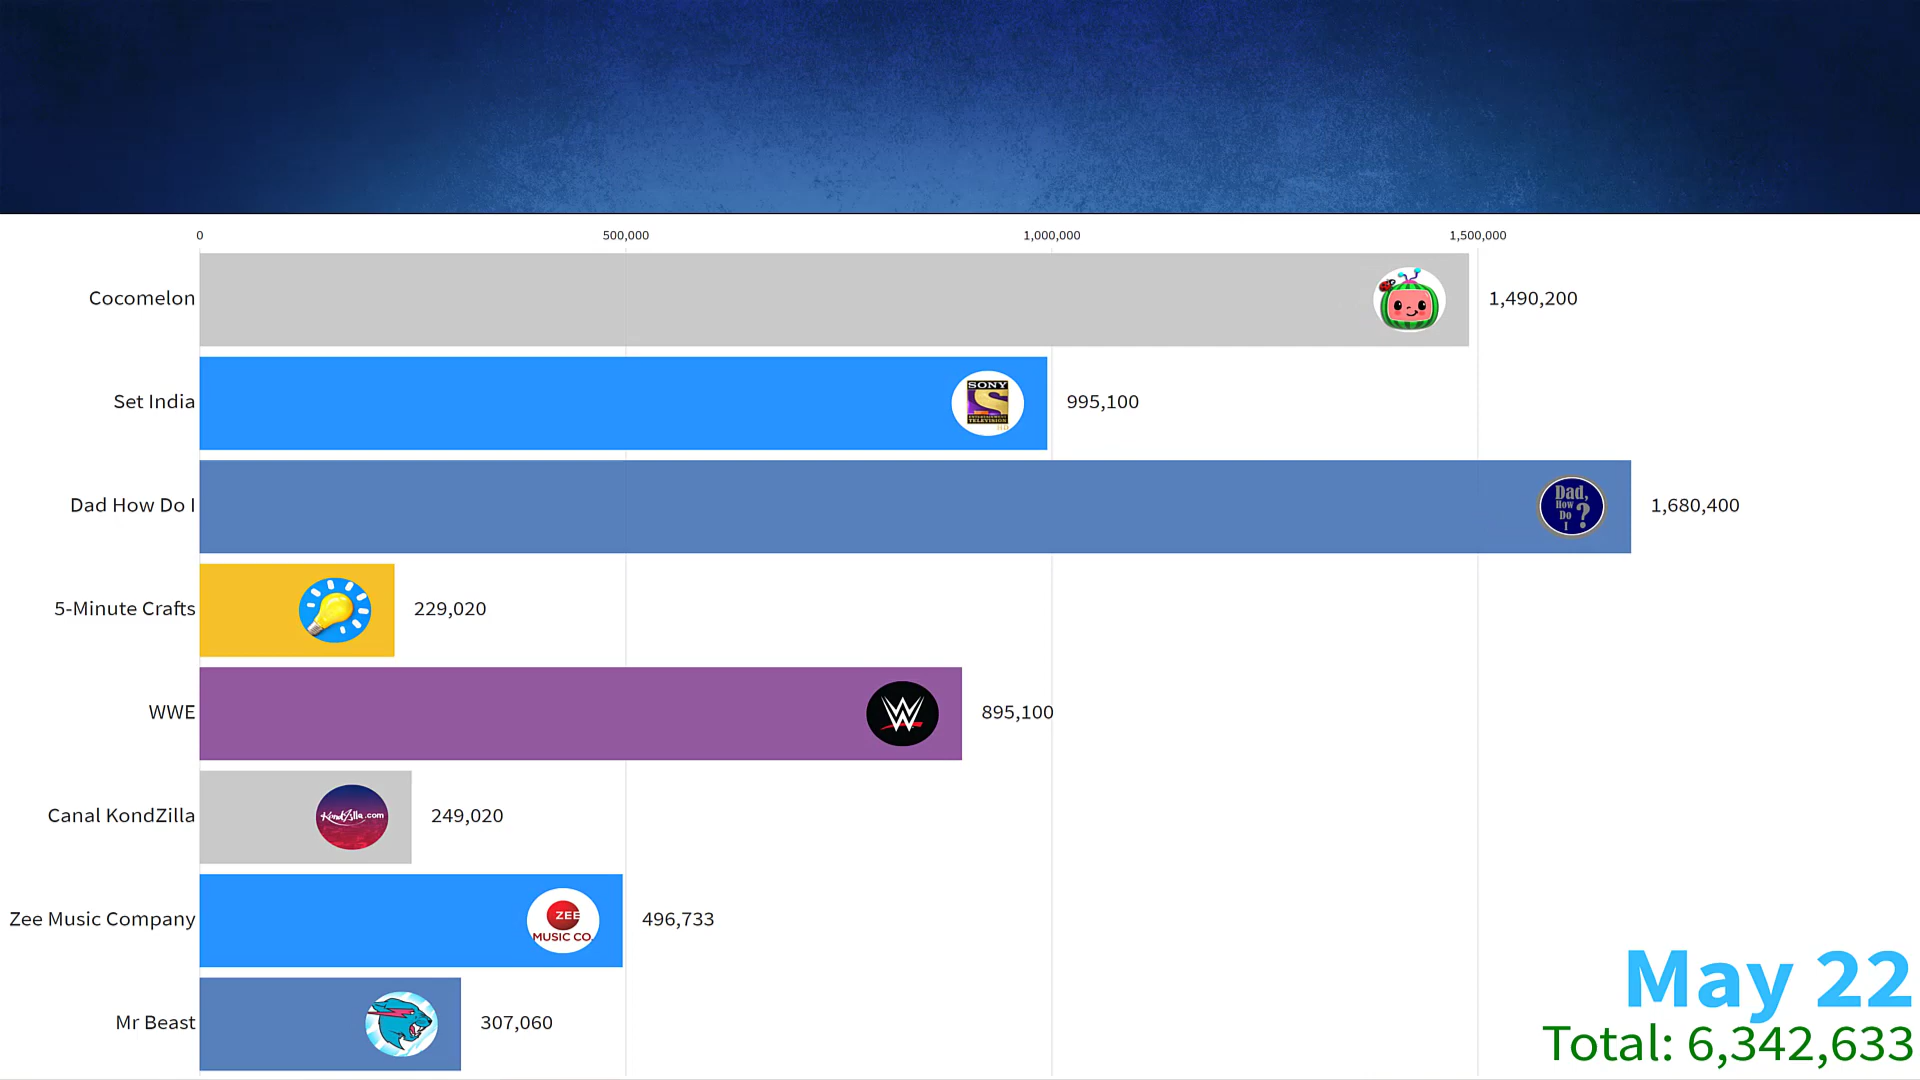 0 500,000 1,000,000 1,500,000
Cocomelon 1,490,200
Set India SONY S ENTERTAINMENT TELEVISION 995,100
Dad How Do I Dad, How Do I ? 1,680,400
5-Minute Crafts 229,020
WWE W 895,100
Canal KondZilla KondZilla.com 249,020
Zee Music Company ZEE MUSIC CO. 496,733
Mr Beast 307,060
May 22
Total: 6,342,633